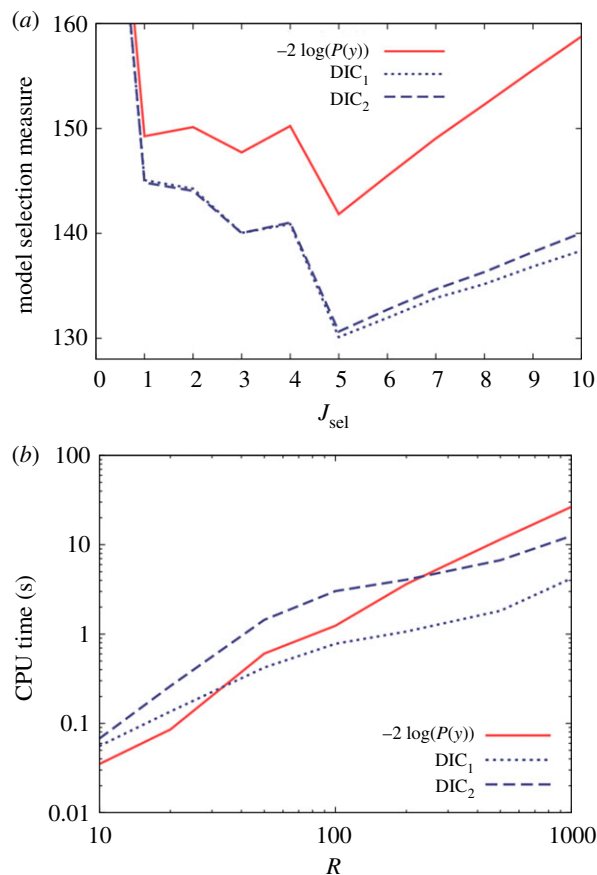 (a)
160
150
140
130
model selection measure
−2 log(P(y))
DIC1
DIC2
0 1 2 3 4 5 6 7 8 9 10
Jsel
(b)
100
10
1
0.1
0.01
CPU time (s)
−2 log(P(y))
DIC1
DIC2
10 100 1000
R